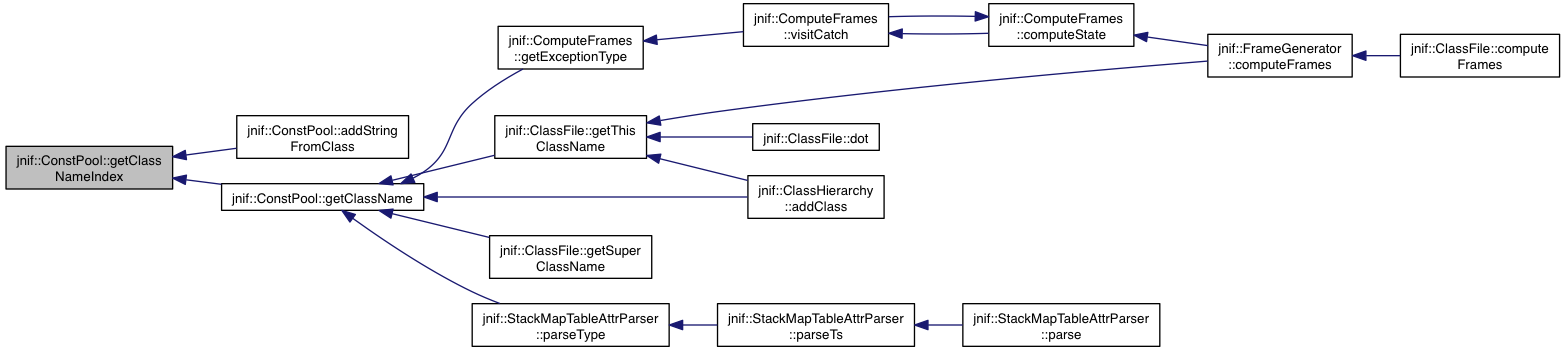 jnif::ConstPool::getClass
NameIndex
jnif::ConstPool::addString
FromClass
jnif::ConstPool::getClassName
jnif::ComputeFrames
::getExceptionType
jnif::ClassFile::getThis
ClassName
jnif::ClassFile::getSuper
ClassName
jnif::StackMapTableAttrParser
::parseType
jnif::ComputeFrames
::visitCatch
jnif::ClassFile::dot
jnif::ClassHierarchy
::addClass
jnif::StackMapTableAttrParser
::parseTs
jnif::ComputeFrames
::computeState
jnif::StackMapTableAttrParser
::parse
jnif::FrameGenerator
::computeFrames
jnif::ClassFile::compute
Frames